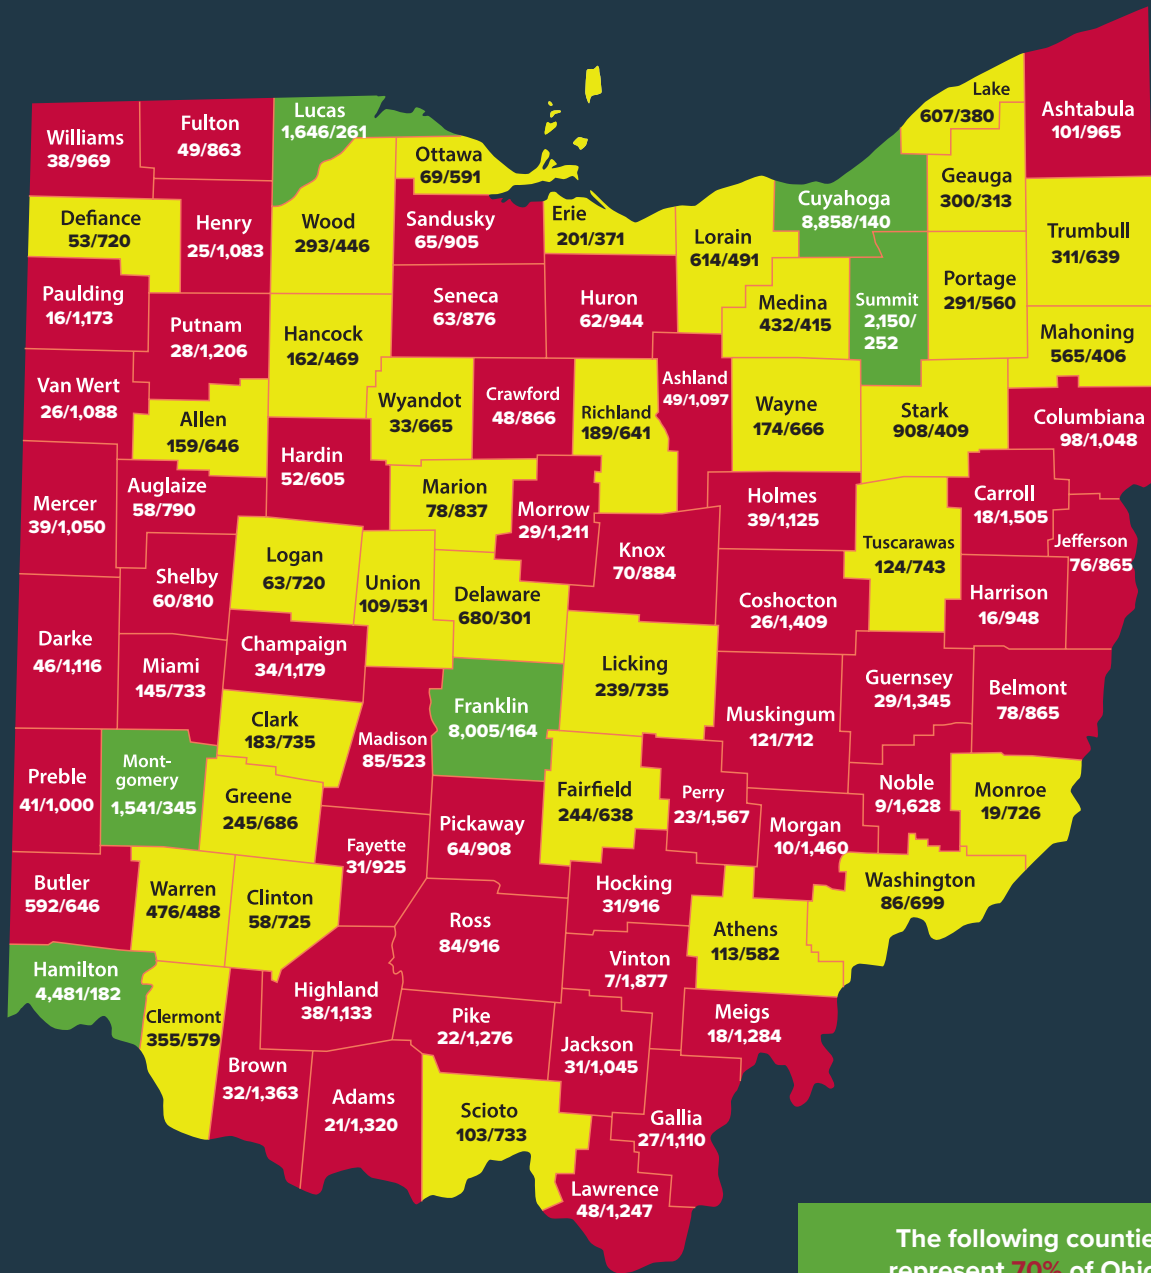 Williams
38/969
Fulton
49/863
Lucas
1,646/261
Ottawa
69/591
Lake
607/380
Ashtabula
101/965
Defiance
53/720
Henry
25/1,083
Wood
293/446
Sandusky
65/905
Erie
201/371
Lorain
614/491
Cuyahoga
8,858/140
Geauga
300/313
Trumbull
311/639
Paulding
16/1,173
Putnam
28/1,206
Hancock
162/469
Seneca
63/876
Huron
62/944
Medina
432/415
Summit
2,150/
252
Portage
291/560
Mahoning
565/406
Van Wert
26/1,088
Allen
159/646
Wyandot
33/665
Crawford
48/866
Richland
189/641
Ashland
49/1,097
Wayne
174/666
Stark
908/409
Columbiana
98/1,048
Mercer
39/1,050
Auglaize
58/790
Hardin
52/605
Marion
78/837
Morrow
29/1,211
Knox
70/884
Holmes
39/1,125
Tuscarawas
124/743
Carroll
18/1,505
Jefferson
76/865
Shelby
60/810
Logan
63/720
Union
109/531
Delaware
680/301
Coshocton
26/1,409
Harrison
16/948
Darke
46/1,116
Miami
145/733
Champaign
34/1,179
Licking
239/735
Guernsey
29/1,345
Belmont
78/865
Clark
183/735
Madison
85/523
Franklin
8,005/164
Muskingum
121/712
Preble
41/1,000
Mont-
gomery
1,541/345
Greene
245/686
Fairfield
244/638
Perry
23/1,567
Noble
9/1,628
Monroe
19/726
Fayette
31/925
Pickaway
64/908
Morgan
10/1,460
Butler
592/646
Warren
476/488
Clinton
58/725
Hocking
31/916
Washington
86/699
Ross
84/916
Athens
113/582
Hamilton
4,481/182
Vinton
7/1,877
Clermont
355/579
Highland
38/1,133
Pike
22/1,276
Jackson
31/1,045
Meigs
18/1,284
Brown
32/1,363
Adams
21/1,320
Scioto
103/733
Gallia
27/1,110
Lawrence
48/1,247
The following countie
represent 70% of Ohio